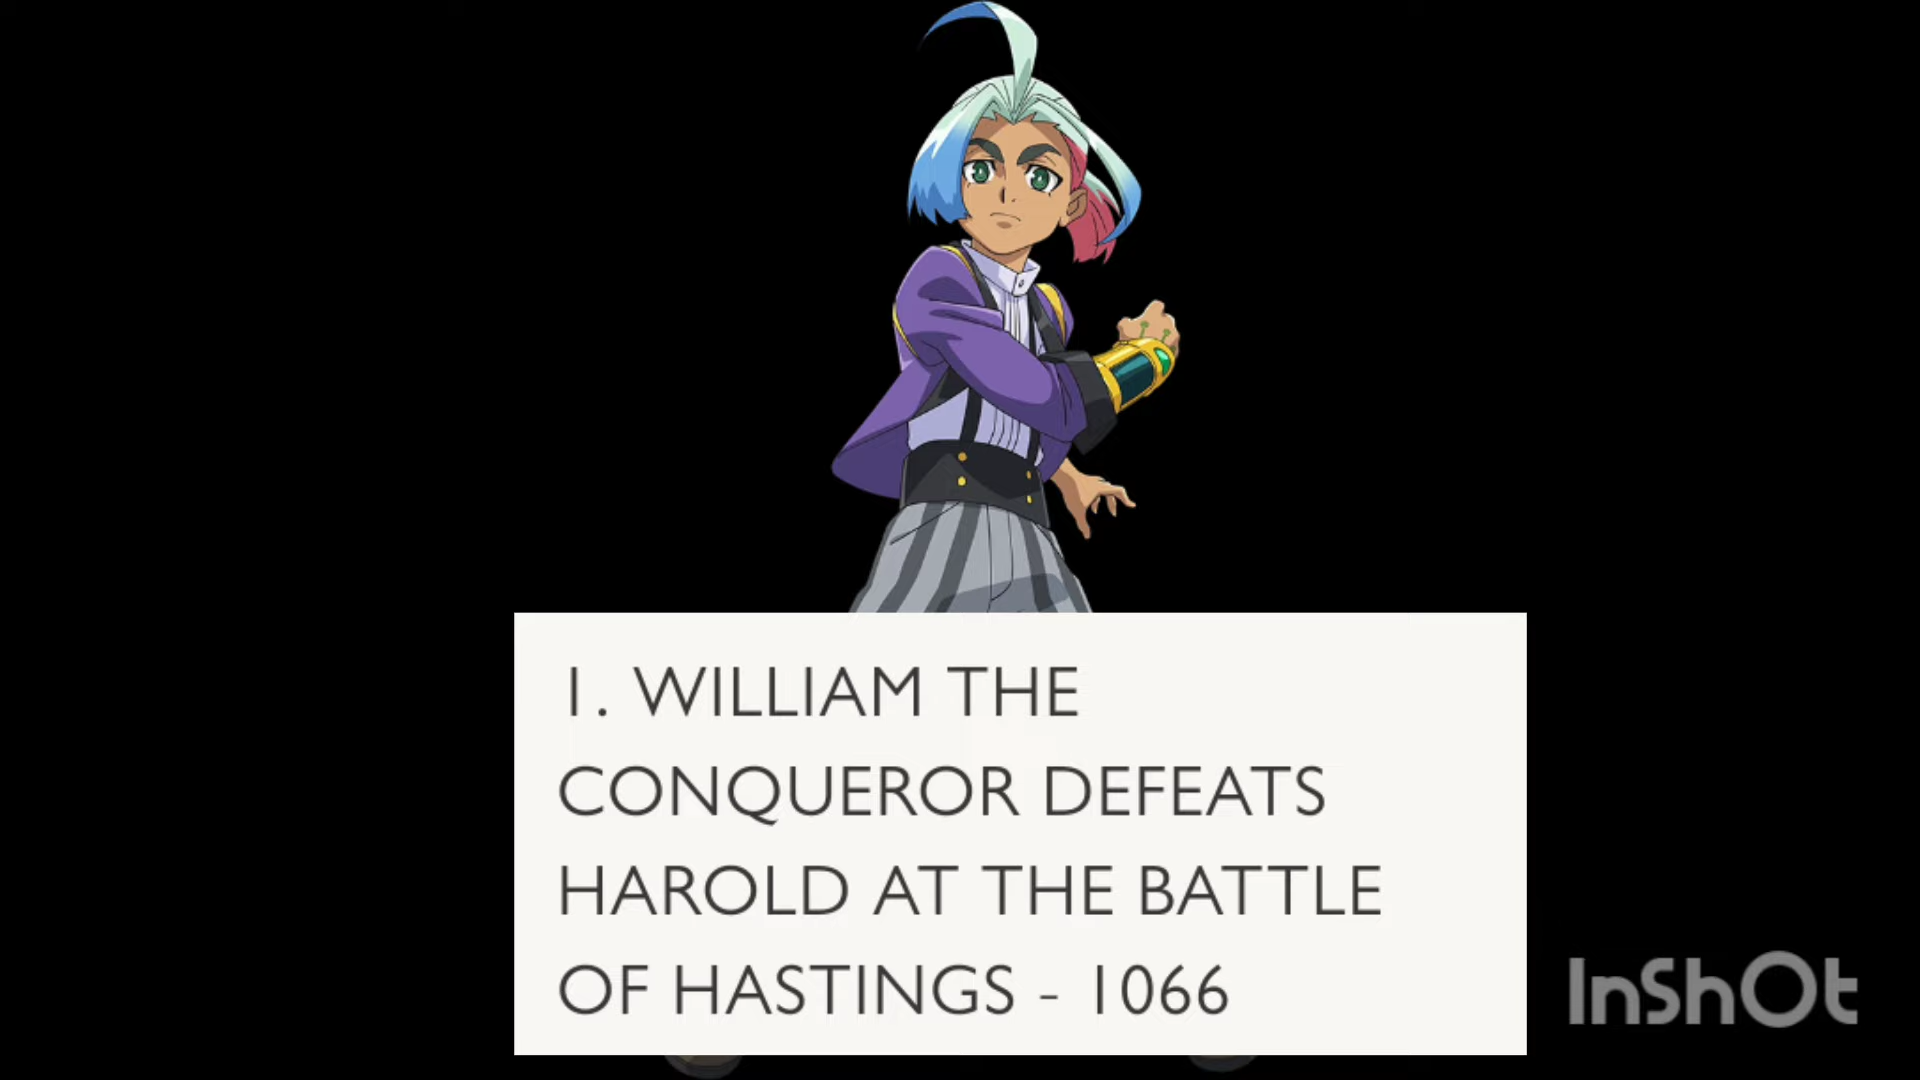 1. WILLIAM THE
CONQUEROR DEFEATS
HAROLD AT THE BATTLE
OF HASTINGS - 1066
InShOt